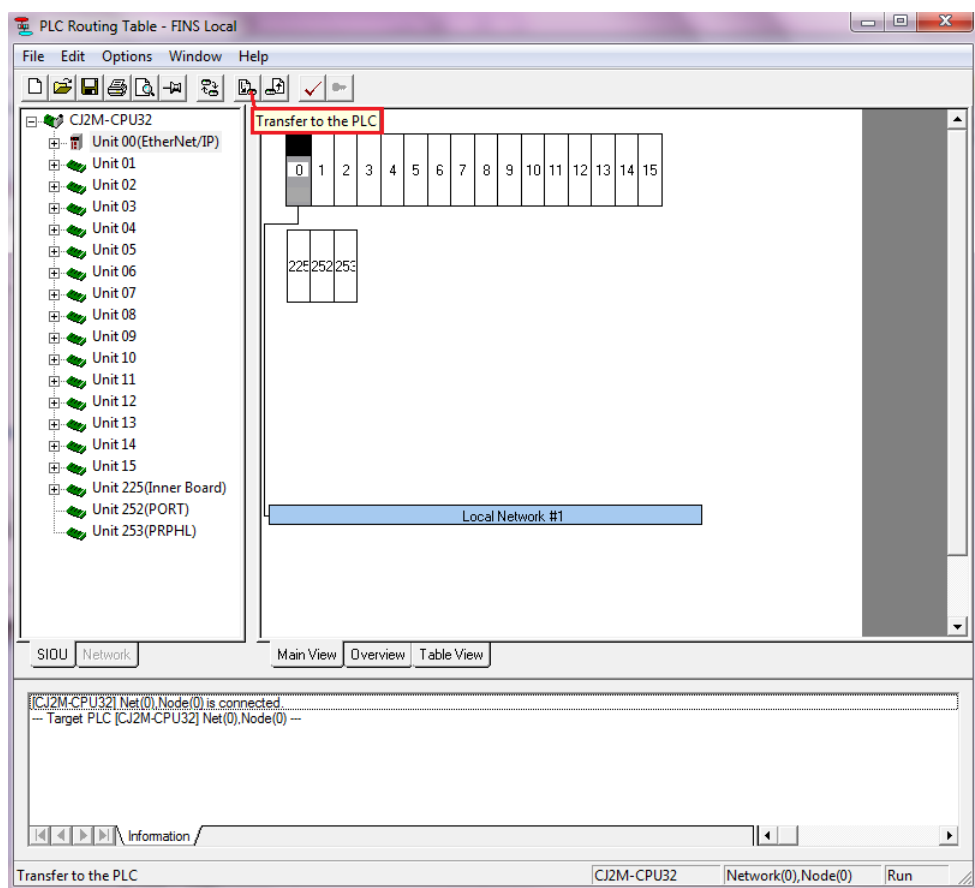 PLC Routing Table - FINS Local
File Edit Options Window Help
Transfer to the PLC
CJ2M-CPU32
Unit 00(EtherNet/IP)
Unit 01
Unit 02
Unit 03
Unit 04
Unit 05
Unit 06
Unit 07
Unit 08
Unit 09
Unit 10
Unit 11
Unit 12
Unit 13
Unit 14
Unit 15
Unit 225(Inner Board)
Unit 252(PORT)
Unit 253(PRPHL)
0 1 2 3 4 5 6 7 8 9 10 11 12 13 14 15
225 252 253
Local Network #1
SIOU Network
Main View Overview Table View
[CJ2M-CPU32] Net(0),Node(0) is connected.
--- Target PLC [CJ2M-CPU32] Net(0),Node(0) ---
Information
Transfer to the PLC CJ2M-CPU32 Network(0),Node(0) Run